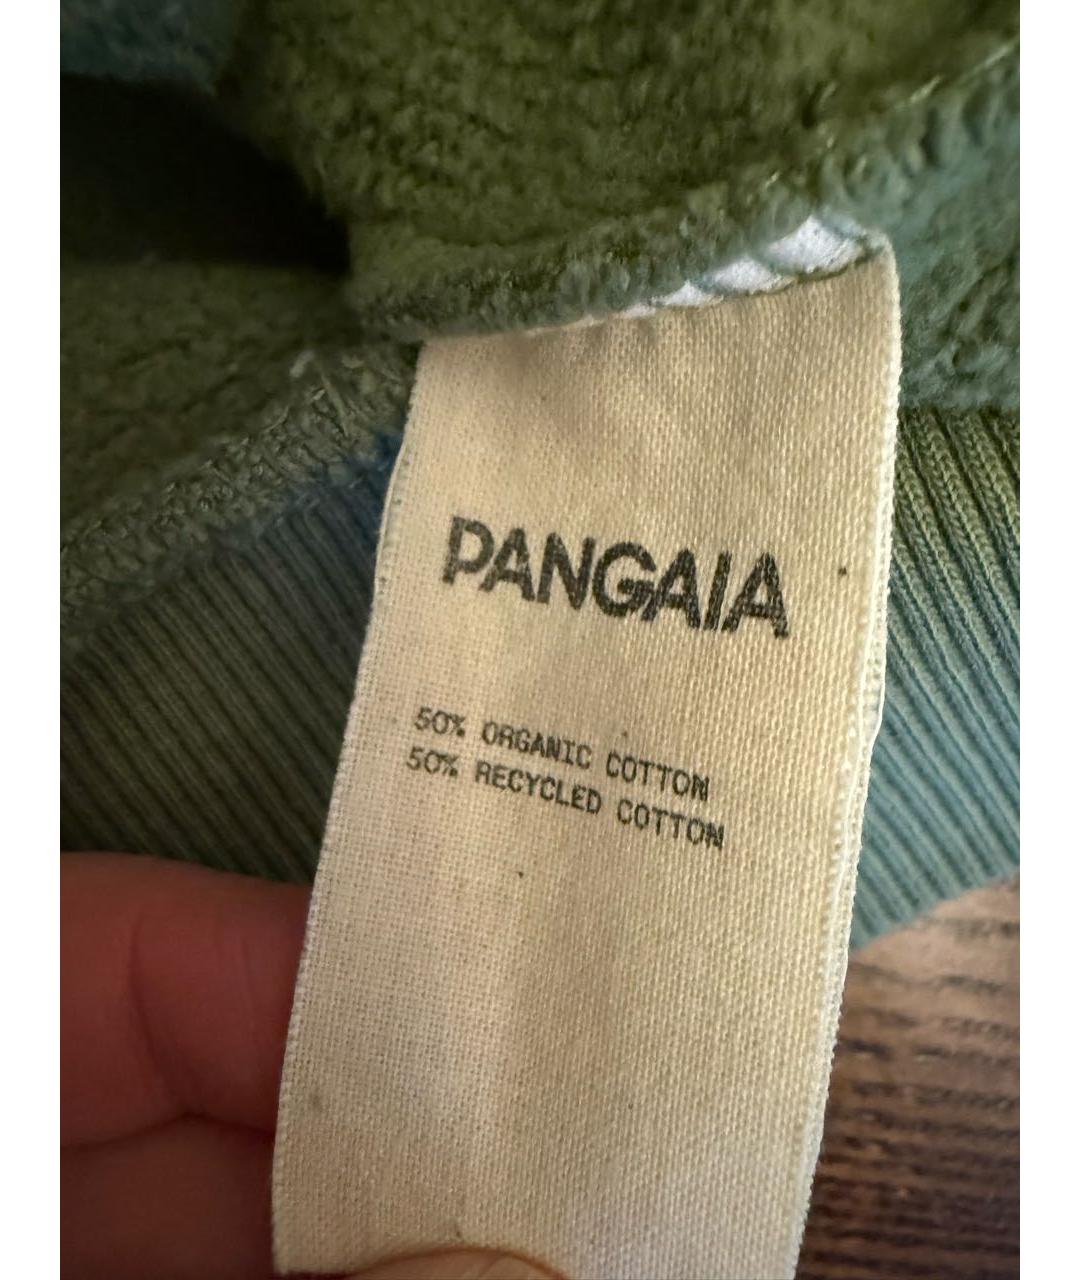 PANGAIA
50% ORGANIC COTTON
50% RECYCLED COTTON